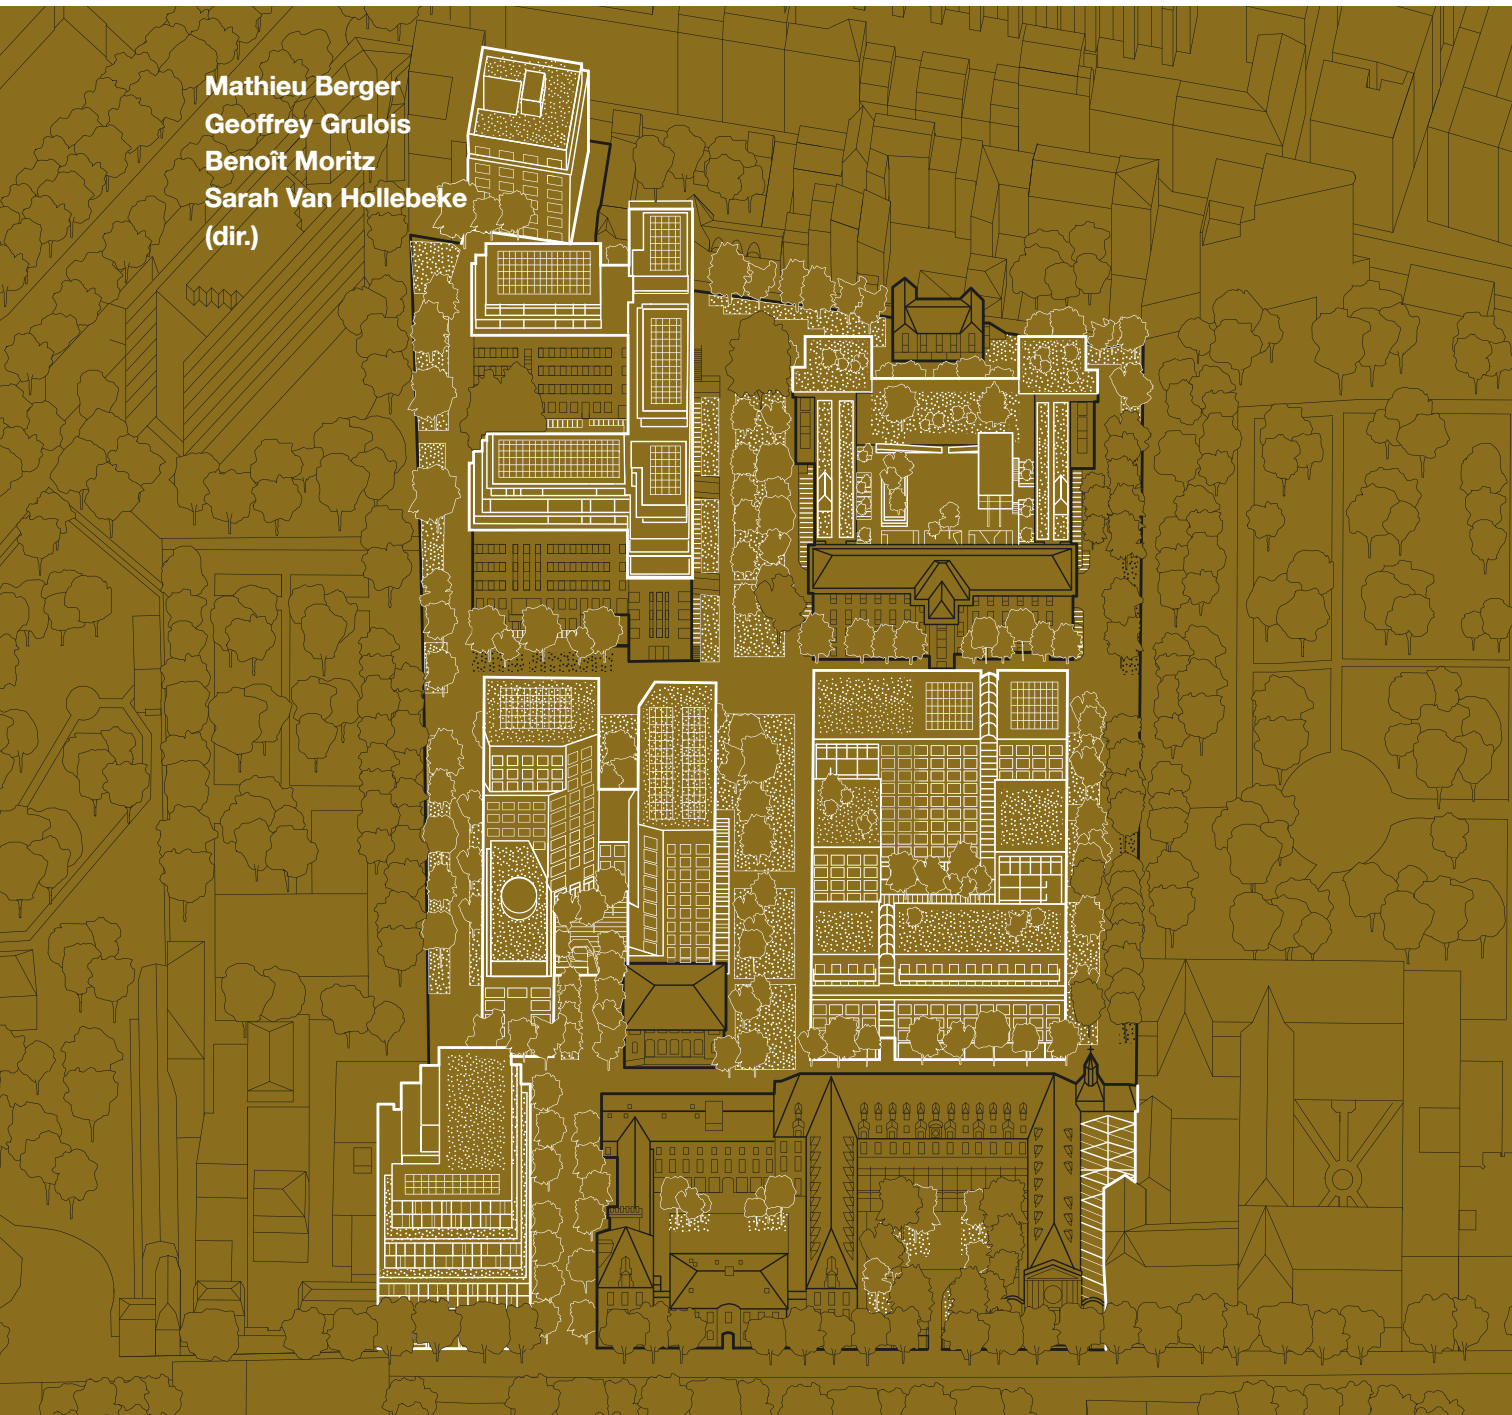 Mathieu Berger
Geoffrey Grulois
Benoît Moritz
Sarah Van Hollebeke
(dir.)